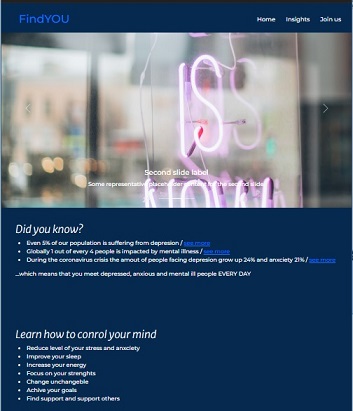 FindYOU
Home Insights Join us
Second slide label
Some representative placeholder content for the second slide.
Did you know?
Even 5% of our population is suffering from depresion / see more
Globally 1 out of every 4 people is impacted by mental illness / see more
During the coronavirus crisis the amout of people facing depresion grow up 24% and anxciety 21% / see more
...which means that you meet depressed, anxious and mental ill people EVERY DAY
Learn how to conrol your mind
Reduce level of your stress and anxciety
Improve your sleep
Increase your energy
Focus on your strenghts
Change unchangeble
Achive your goals
Find support and support others